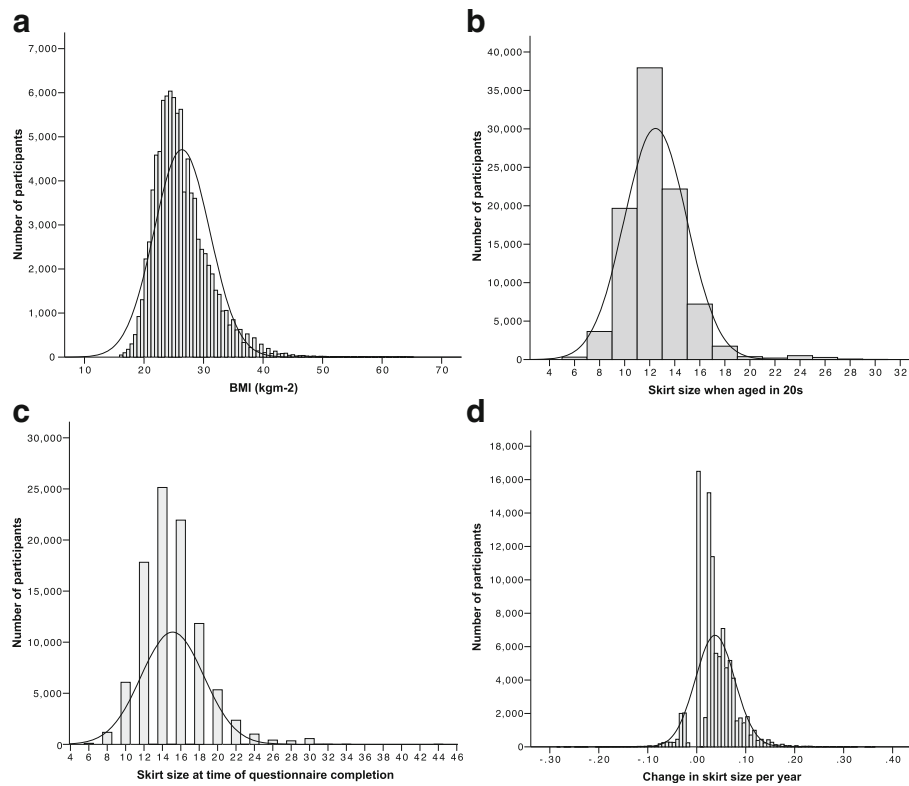 a
7,000
6,000
5,000
4,000
3,000
2,000
1,000
0
10 20 30 40 50 60 70
Number of participants
BMI (kgm-2)
b
40,000
35,000
30,000
25,000
20,000
15,000
10,000
5,000
0
4 6 8 10 12 14 16 18 20 22 24 26 28 30 32
Number of participants
Skirt size when aged in 20s
c
30,000
25,000
20,000
15,000
10,000
5,000
0
4 6 8 10 12 14 16 18 20 22 24 26 28 30 32 34 36 38 40 42 44 46
Number of participants
Skirt size at time of questionnaire completion
d
18,000
16,000
14,000
12,000
10,000
8,000
6,000
4,000
2,000
0
-.30 -.20 -.10 .00 .10 .20 .30 .40
Number of participants
Change in skirt size per year